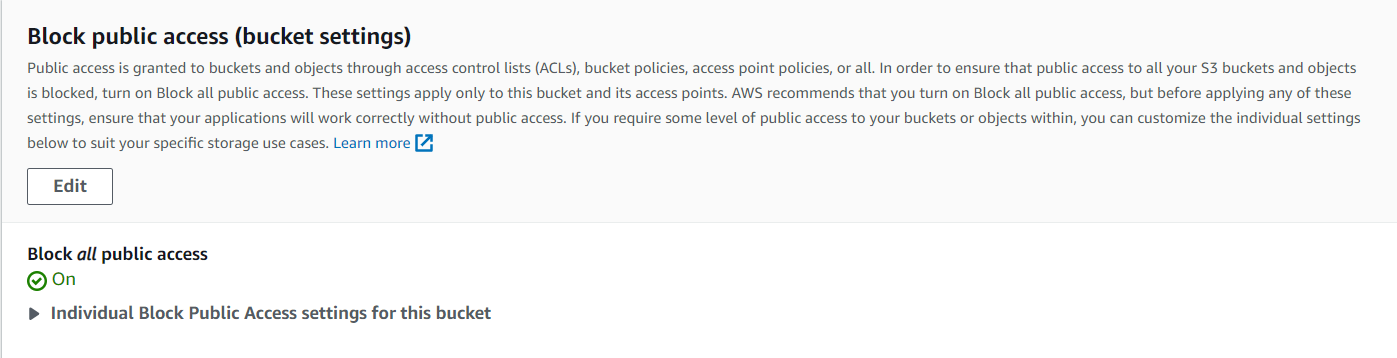 Block public access (bucket settings)
Public access is granted to buckets and objects through access control lists (ACLs), bucket policies, access point policies, or all. In order to ensure that public access to all your S3 buckets and objects
is blocked, turn on Block all public access. These settings apply only to this bucket and its access points. AWS recommends that you turn on Block all public access, but before applying any of these
settings, ensure that your applications will work correctly without public access. If you require some level of public access to your buckets or objects within, you can customize the individual settings
below to suit your specific storage use cases. Learn more
Edit
Block all public access
On
Individual Block Public Access settings for this bucket